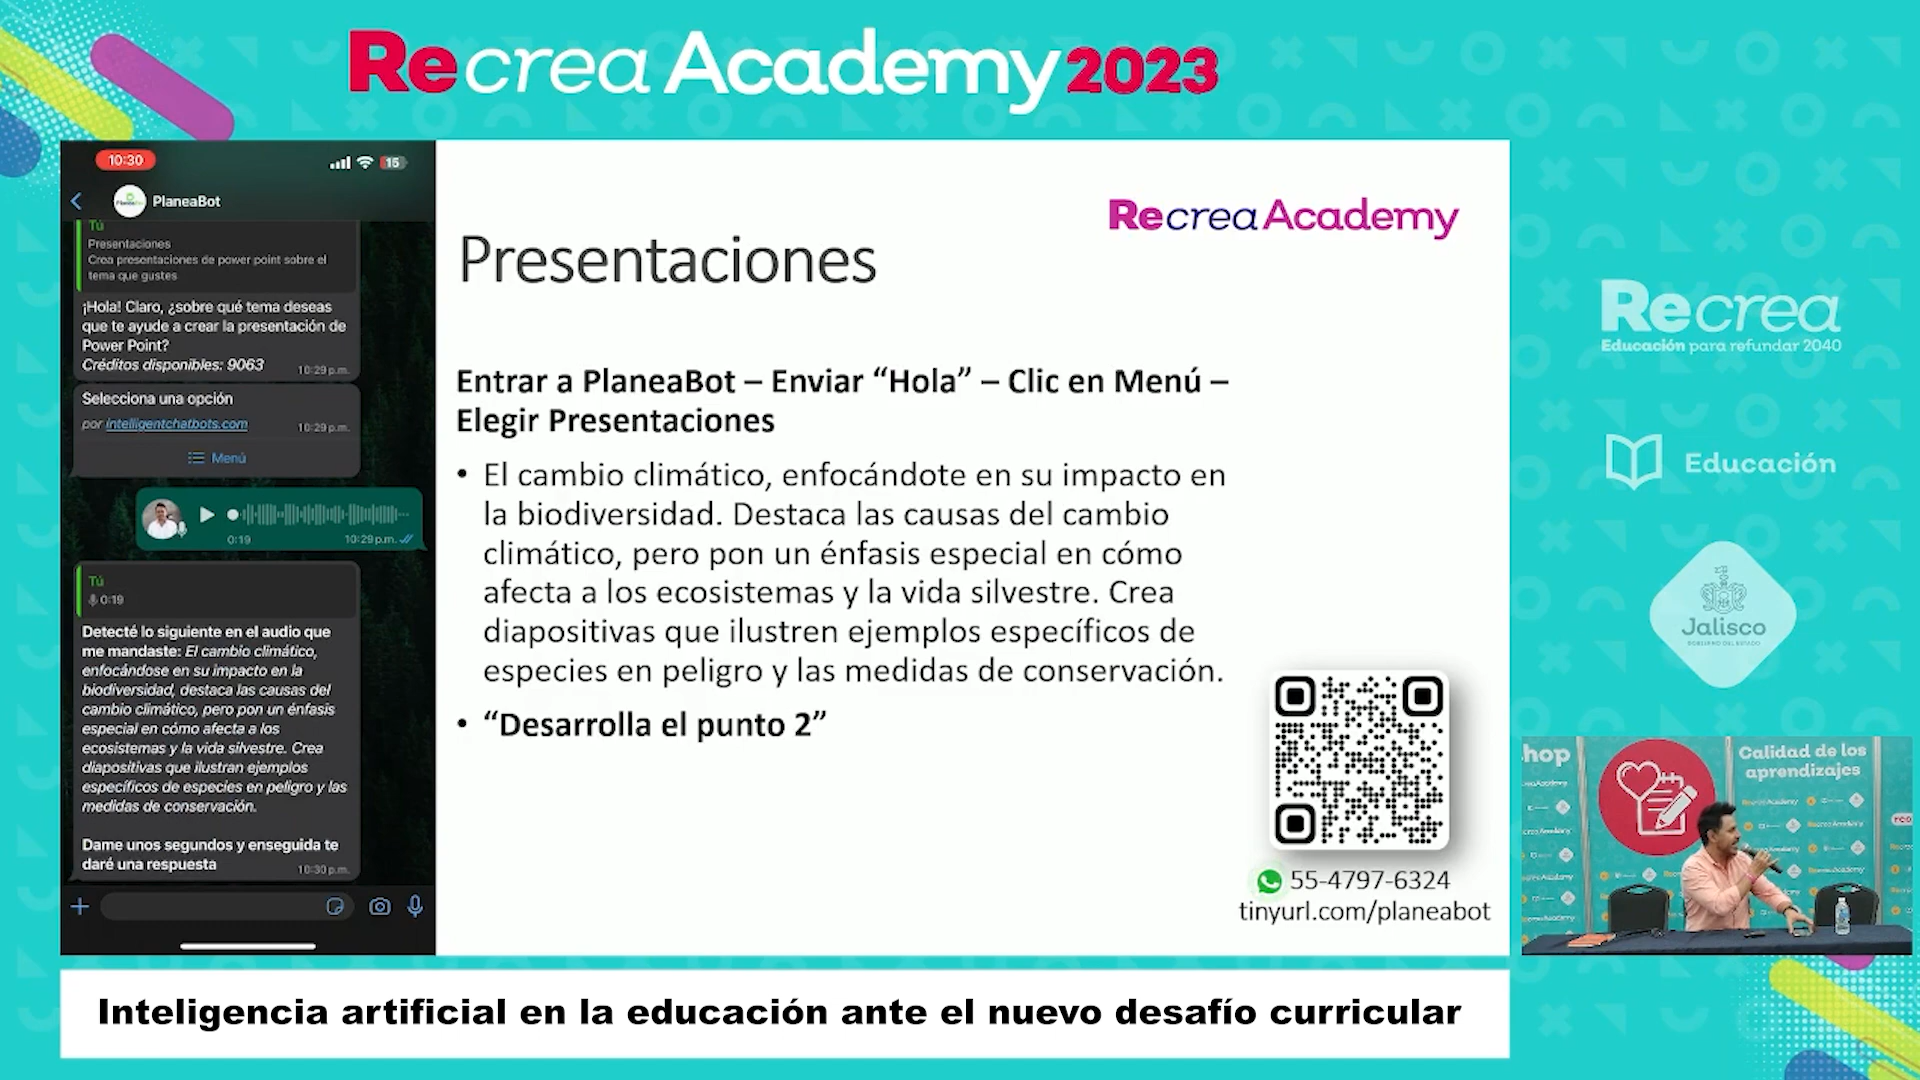 Recrea Academy 2023
10:30
15
PlaneaBot
Tú
Presentaciones
Crea presentaciones de power point sobre el
tema que gustes
¡Hola! Claro, ¿sobre qué tema deseas
que te ayude a crear la presentación de
Power Point?
Créditos disponibles: 9063
10:29 p.m.
Selecciona una opción
por intelligentchatbots.com
10:29 p.m.
Menú
0:19
10:29 p.m.
Tú
0:19
Detecté lo siguiente en el audio que
me mandaste: El cambio climático,
enfocándose en su impacto en la
biodiversidad, destaca las causas del
cambio climático, pero pon un énfasis
especial en cómo afecta a los
ecosistemas y la vida silvestre. Crea
diapositivas que ilustran ejemplos
específicos de especies en peligro y las
medidas de conservación.
Dame unos segundos y enseguida te
daré una respuesta
10:30 p.m.
Recrea Academy
Presentaciones
Entrar a PlaneaBot – Enviar “Hola” – Clic en Menú –
Elegir Presentaciones
• El cambio climático, enfocándote en su impacto en
la biodiversidad. Destaca las causas del cambio
climático, pero pon un énfasis especial en cómo
afecta a los ecosistemas y la vida silvestre. Crea
diapositivas que ilustren ejemplos específicos de
especies en peligro y las medidas de conservación.
• “Desarrolla el punto 2”
55-4797-6324
tinyurl.com/planeabot
Recrea
Educación para refundar 2040
Educación
Jalisco
GOBIERNO DEL ESTADO
hop
Calidad de los
aprendizajes
Inteligencia artificial en la educación ante el nuevo desafío curricular